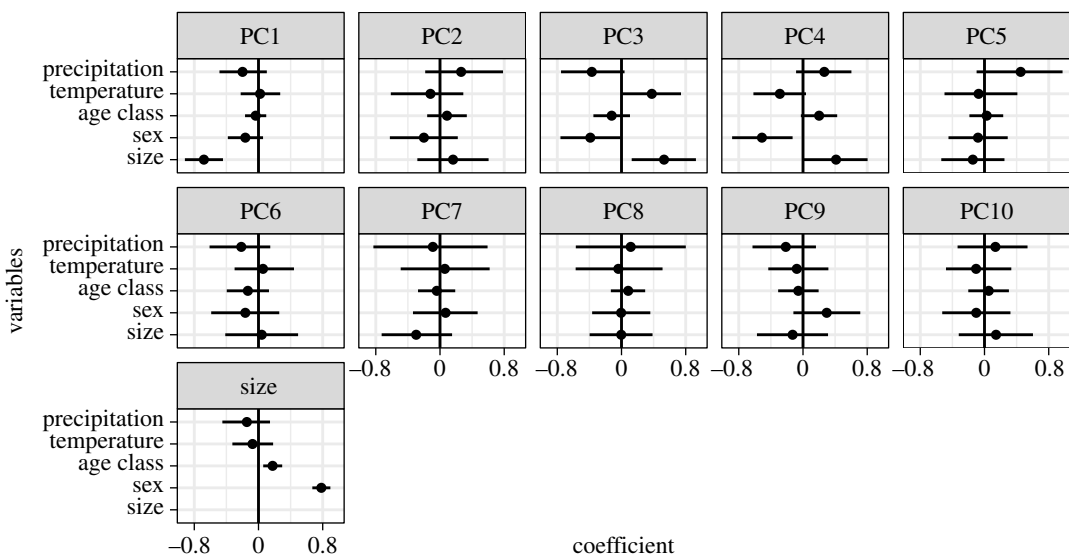 PC1 PC2 PC3 PC4 PC5
precipitation
temperature
age class
sex
size
PC6 PC7 PC8 PC9 PC10
precipitation
temperature
age class
sex
size
−0.8 0 0.8 −0.8 0 0.8 −0.8 0 0.8 −0.8 0 0.8
size
precipitation
temperature
age class
sex
size
−0.8 0 0.8
variables
coefficient